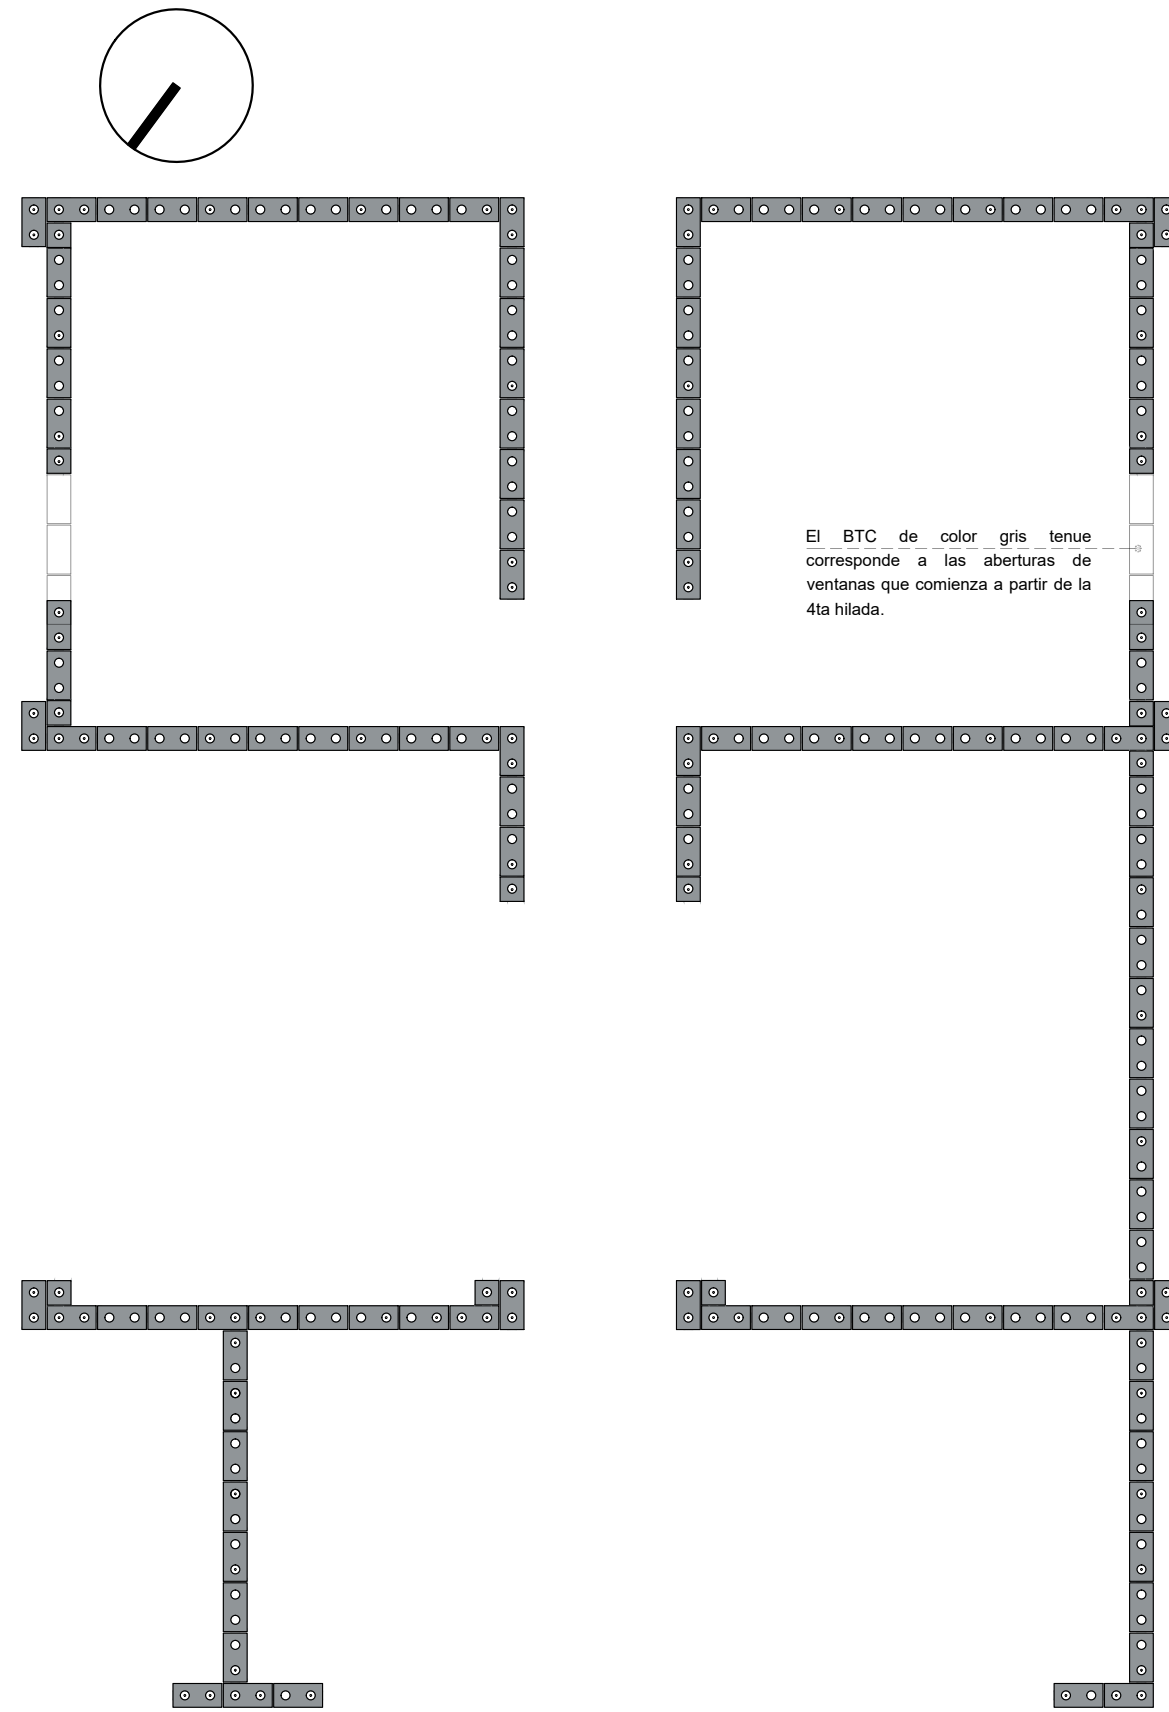 El BTC de color gris tenue
corresponde a las aberturas de
ventanas que comienza a partir de la
4ta hilada.